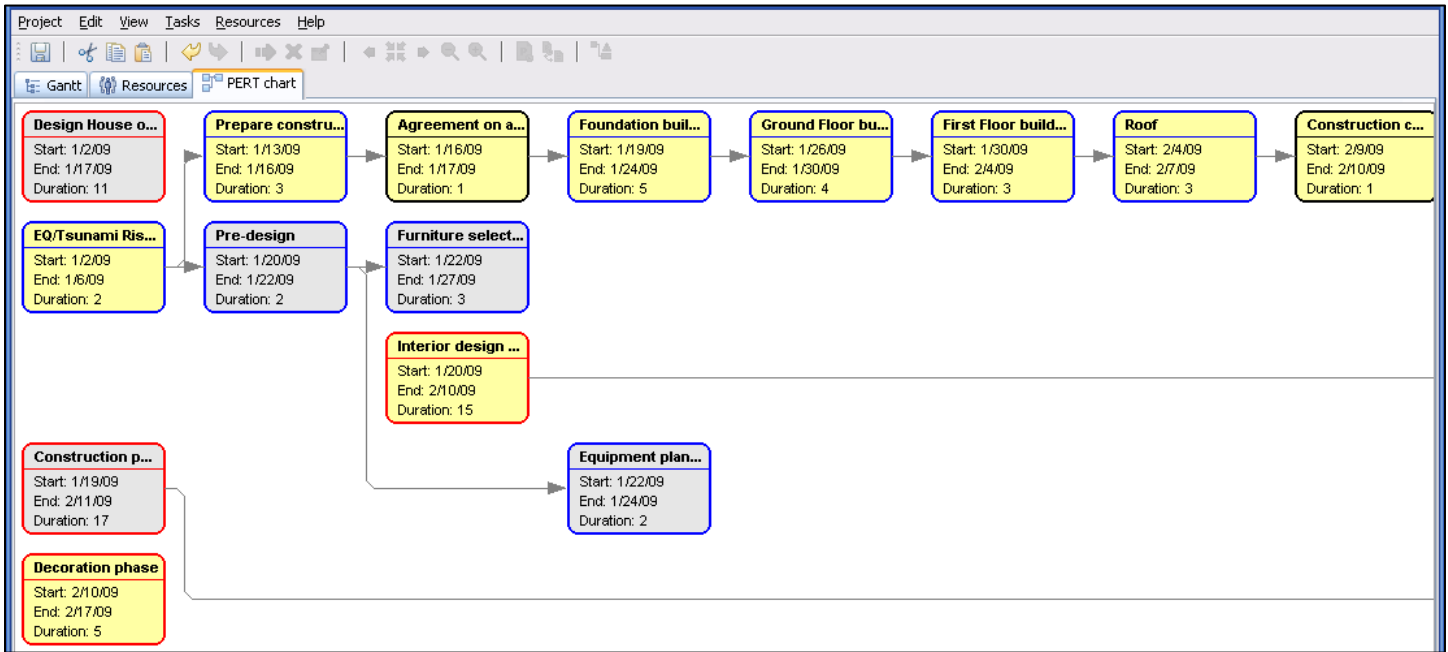 Project Edit View Tasks Resources Help
Gantt Resources PERT chart
Design House o...
Start: 1/2/09
End: 1/17/09
Duration: 11
Prepare constru...
Start: 1/13/09
End: 1/16/09
Duration: 3
Agreement on a...
Start: 1/16/09
End: 1/17/09
Duration: 1
Foundation buil...
Start: 1/19/09
End: 1/24/09
Duration: 5
Ground Floor bu...
Start: 1/26/09
End: 1/30/09
Duration: 4
First Floor build...
Start: 1/30/09
End: 2/4/09
Duration: 3
Roof
Start: 2/4/09
End: 2/7/09
Duration: 3
Construction c...
Start: 2/9/09
End: 2/10/09
Duration: 1
EQ/Tsunami Ris...
Start: 1/2/09
End: 1/6/09
Duration: 2
Pre-design
Start: 1/20/09
End: 1/22/09
Duration: 2
Furniture select...
Start: 1/22/09
End: 1/27/09
Duration: 3
Interior design ...
Start: 1/20/09
End: 2/10/09
Duration: 15
Construction p...
Start: 1/19/09
End: 2/11/09
Duration: 17
Equipment plan...
Start: 1/22/09
End: 1/24/09
Duration: 2
Decoration phase
Start: 2/10/09
End: 2/17/09
Duration: 5